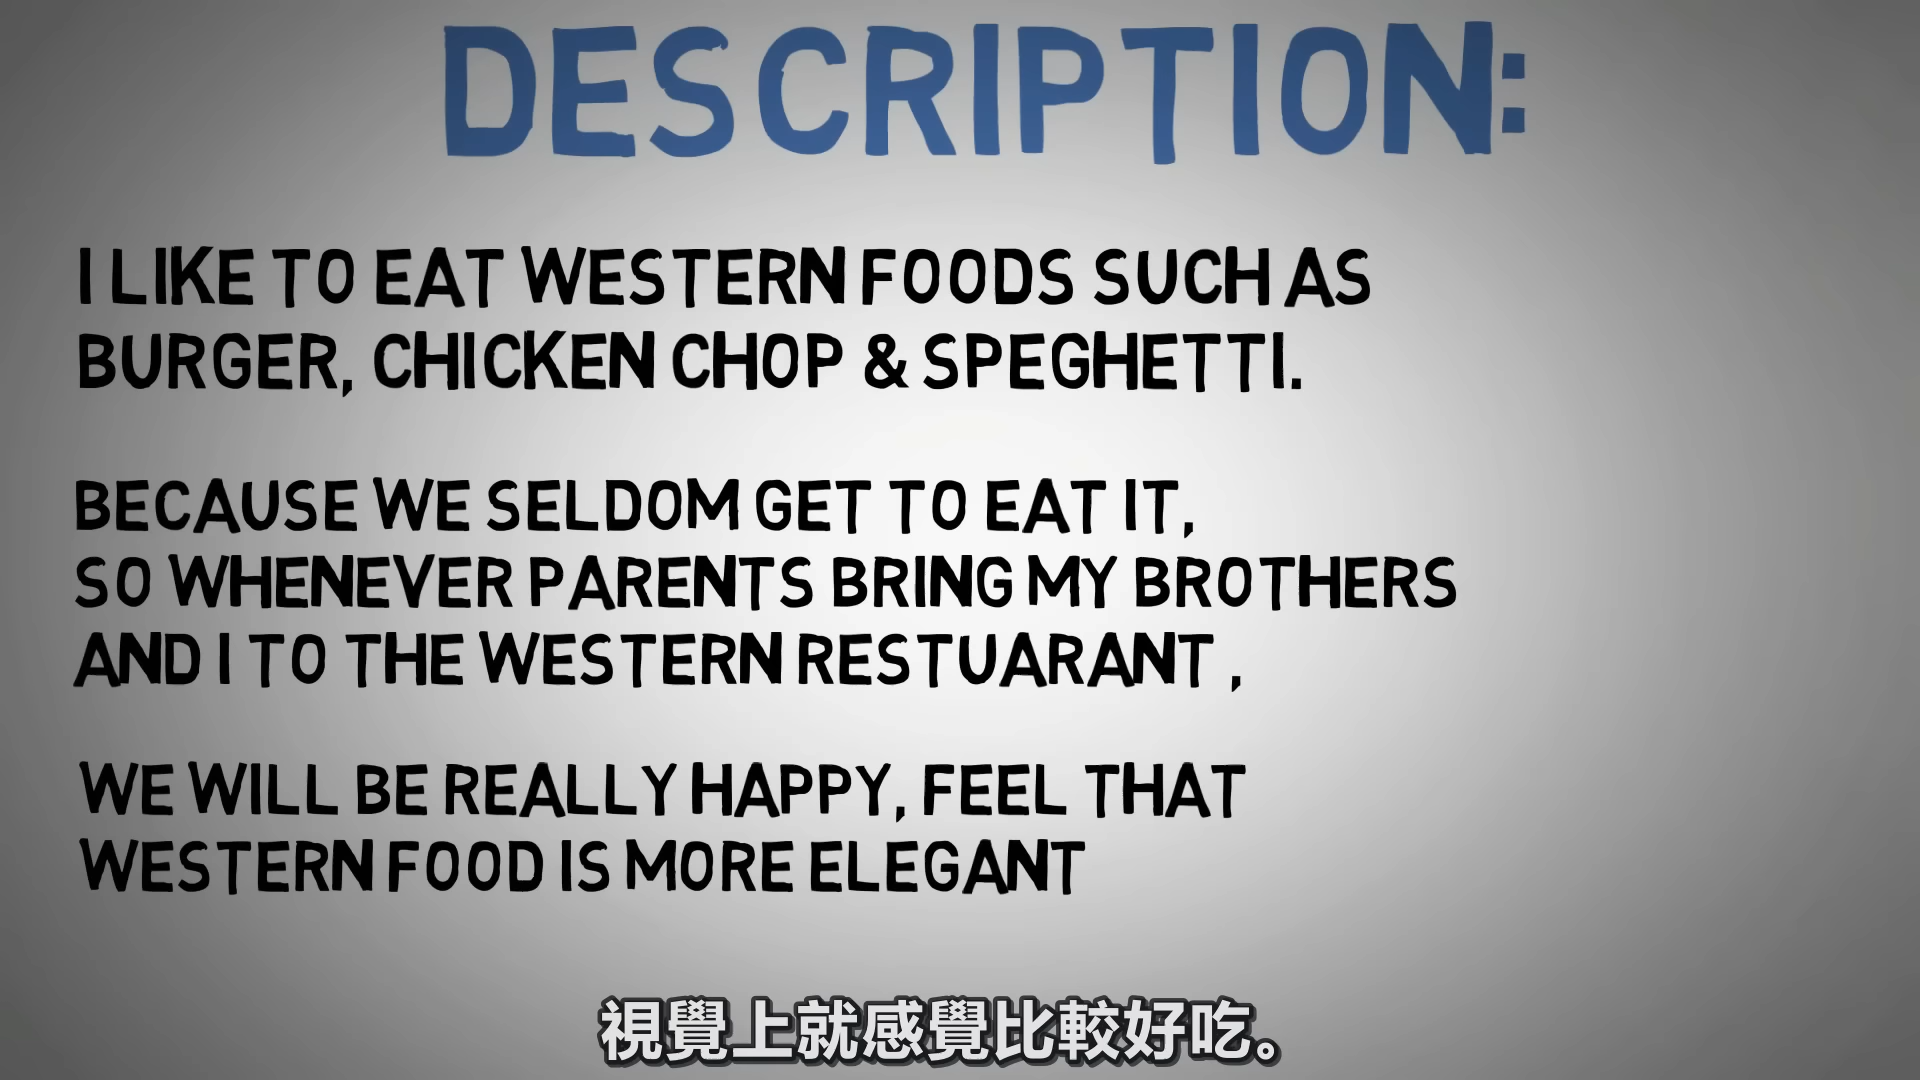 DESCRIPTION:
I LIKE TO EAT WESTERN FOODS SUCH AS
BURGER, CHICKEN CHOP & SPEGHETTI.
BECAUSE WE SELDOM GET TO EAT IT,
SO WHENEVER PARENTS BRING MY BROTHERS
AND I TO THE WESTERN RESTUARANT ,
WE WILL BE REALLY HAPPY, FEEL THAT
WESTERN FOOD IS MORE ELEGANT
視覺上就感覺比較好吃。